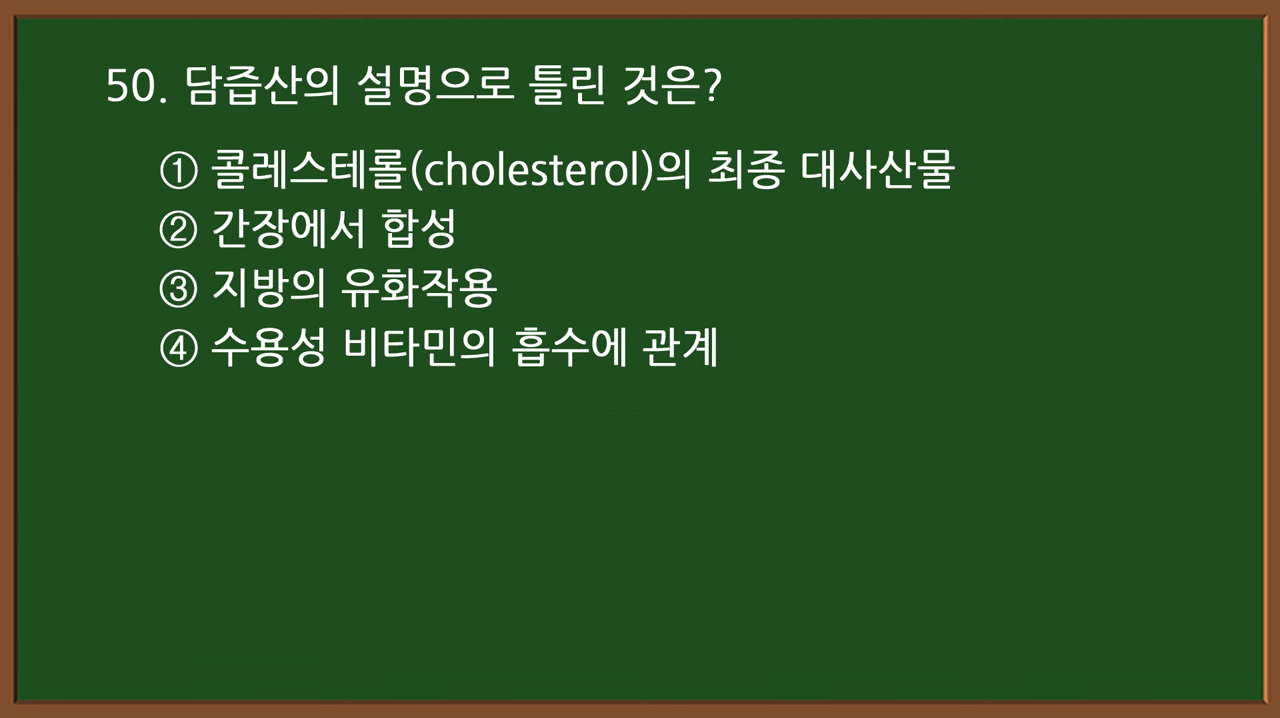 50. 담즙산의 설명으로 틀린 것은?
① 콜레스테롤(cholesterol)의 최종 대사산물
② 간장에서 합성
③ 지방의 유화작용
④ 수용성 비타민의 흡수에 관계